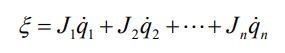 ξ = J₁q̇₁ + J₂q̇₂ + ⋯ + Jₙq̇ₙ